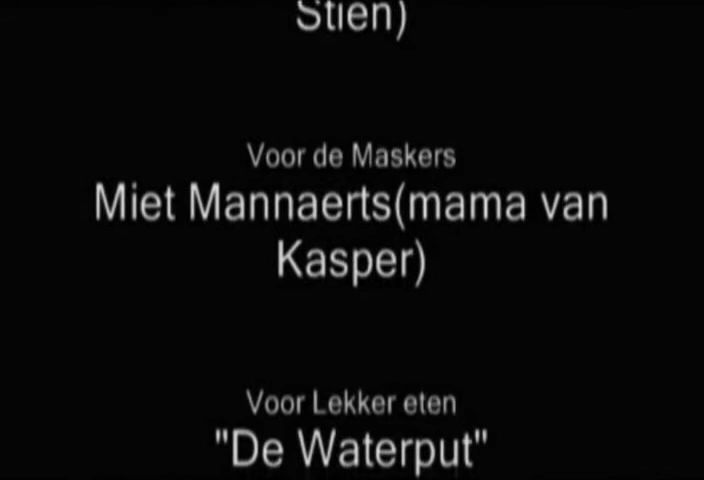 Stien)
Voor de Maskers
Miet Mannaerts(mama van
Kasper)
Voor Lekker eten
"De Waterput"